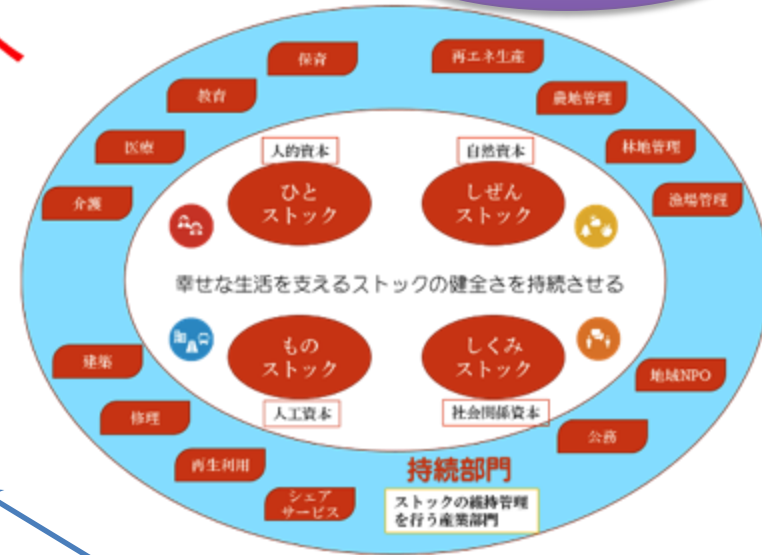 保育
再エネ生産
教育
農地管理
医療
林地管理
介護
漁場管理
人的資本
自然資本
ひと
ストック
しぜん
ストック
幸せな生活を支えるストックの健全さを持続させる
もの
ストック
しくみ
ストック
人工資本
社会関係資本
建築
地域NPO
修理
公務
再生利用
シェア
サービス
持続部門
ストックの維持管理
を行う産業部門